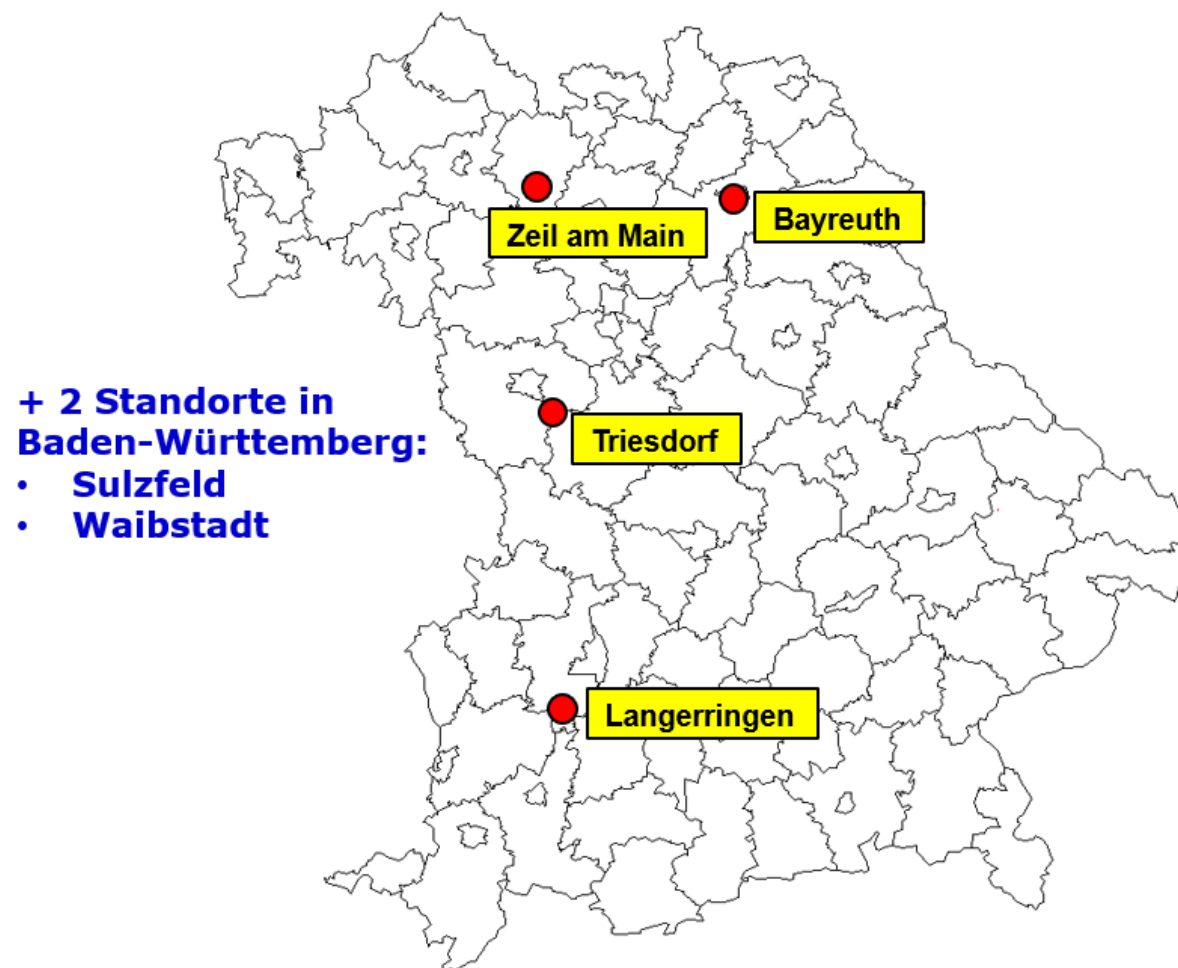 Zeil am Main
Bayreuth
+ 2 Standorte in
Baden-Württemberg:
• Sulzfeld
• Waibstadt
Triesdorf
Langerringen